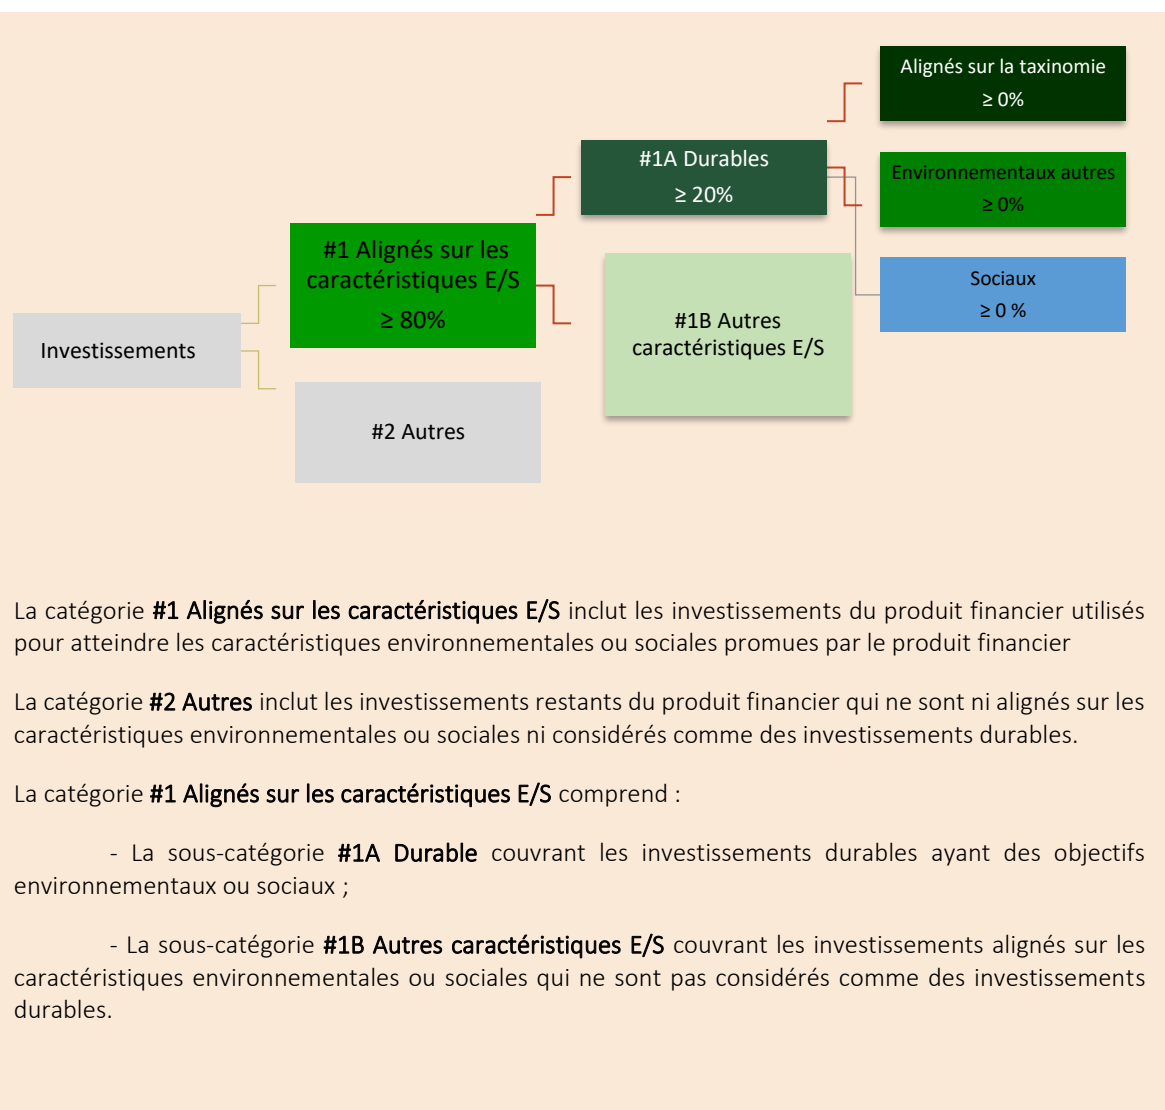 Alignés sur la taxinomie
≥ 0%
#1A Durables
≥ 20%
Environnementaux autres
≥ 0%
#1 Alignés sur les
caractéristiques E/S
≥ 80%
Sociaux
≥ 0 %
#1B Autres
caractéristiques E/S
Investissements
#2 Autres
La catégorie #1 Alignés sur les caractéristiques E/S inclut les investissements du produit financier utilisés
pour atteindre les caractéristiques environnementales ou sociales promues par le produit financier
La catégorie #2 Autres inclut les investissements restants du produit financier qui ne sont ni alignés sur les
caractéristiques environnementales ou sociales ni considérés comme des investissements durables.
La catégorie #1 Alignés sur les caractéristiques E/S comprend :
- La sous-catégorie #1A Durable couvrant les investissements durables ayant des objectifs
environnementaux ou sociaux ;
- La sous-catégorie #1B Autres caractéristiques E/S couvrant les investissements alignés sur les
caractéristiques environnementales ou sociales qui ne sont pas considérés comme des investissements
durables.